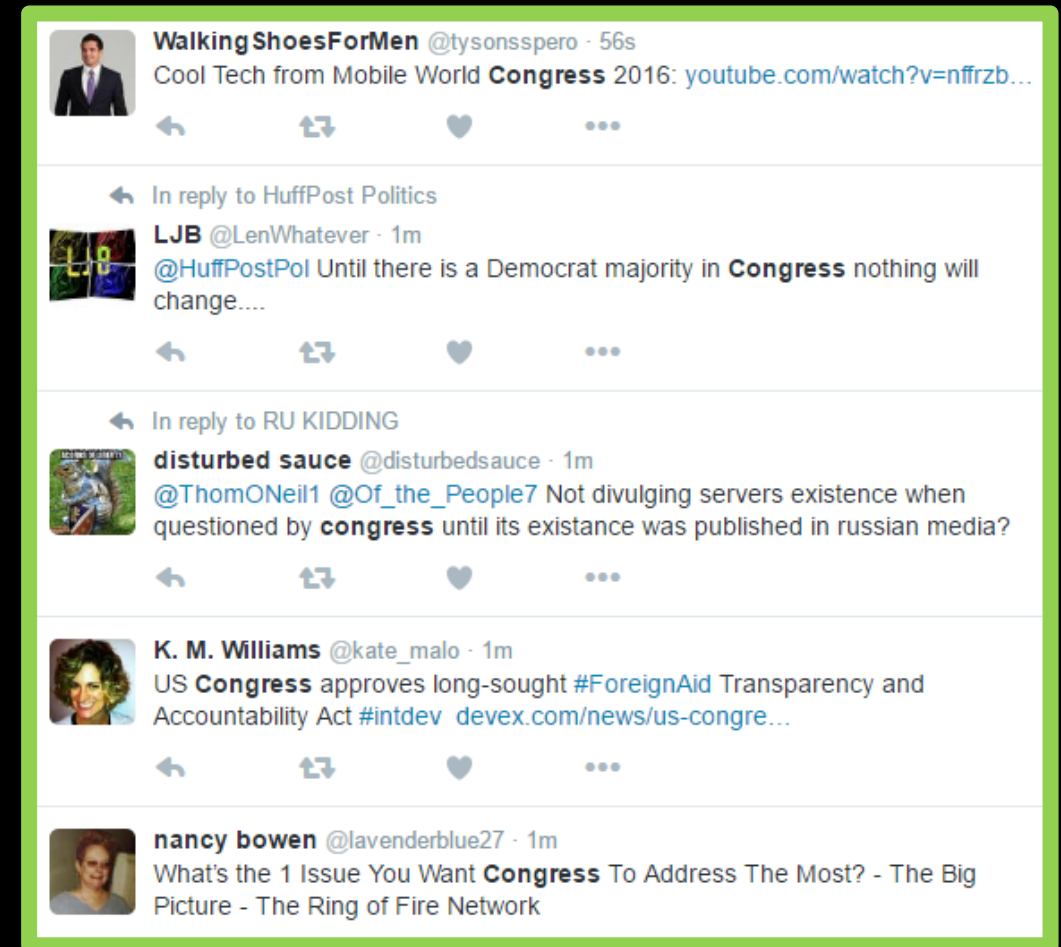 WalkingShoesForMen @tysonsspero · 56s
Cool Tech from Mobile World Congress 2016: youtube.com/watch?v=nffrzb…
In reply to HuffPost Politics
LJB @LenWhatever · 1m
@HuffPostPol Until there is a Democrat majority in Congress nothing will
change....
In reply to RU KIDDING
disturbed sauce @disturbedsauce · 1m
@ThomONeil1 @Of_the_People7 Not divulging servers existence when
questioned by congress until its existance was published in russian media?
K. M. Williams @kate_malo · 1m
US Congress approves long-sought #ForeignAid Transparency and
Accountability Act #intdev devex.com/news/us-congre…
nancy bowen @lavenderblue27 · 1m
What's the 1 Issue You Want Congress To Address The Most? - The Big
Picture - The Ring of Fire Network